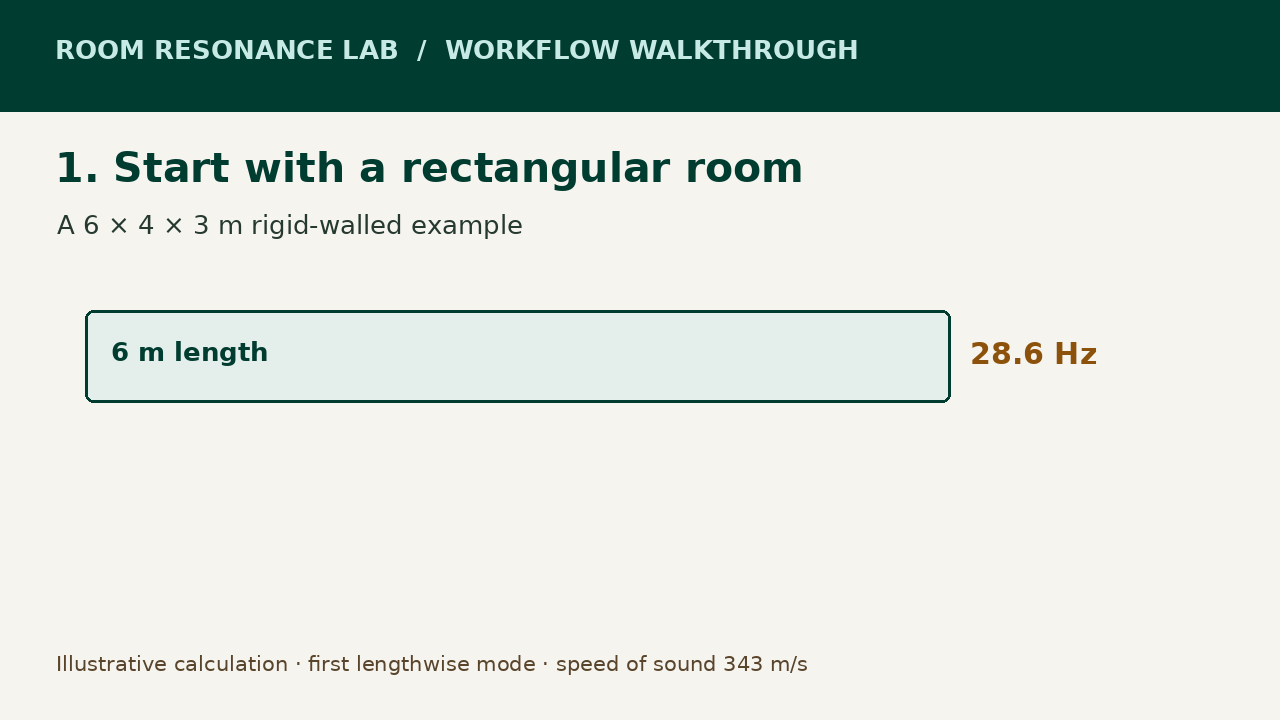 ROOM RESONANCE LAB / WORKFLOW WALKTHROUGH
1. Start with a rectangular room
A 6 × 4 × 3 m rigid-walled example
6 m length
28.6 Hz
Illustrative calculation · first lengthwise mode · speed of sound 343 m/s